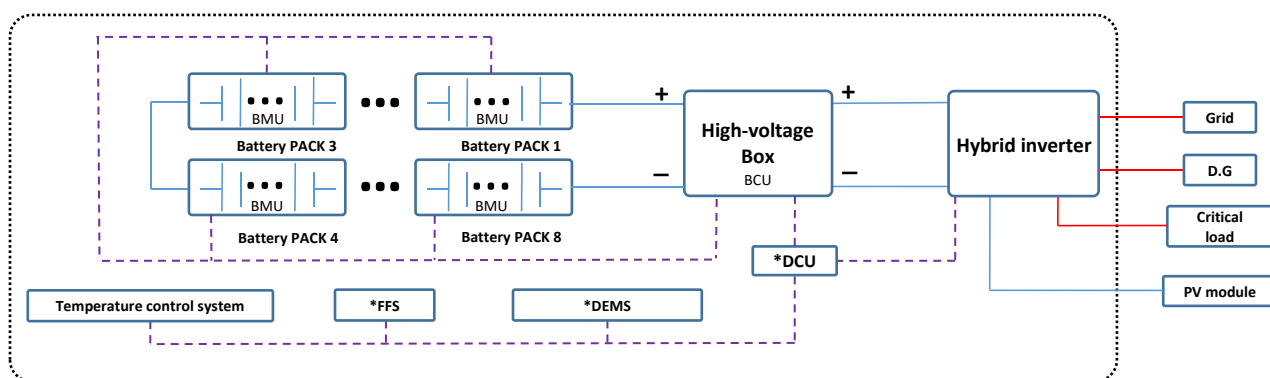 BMU
Battery PACK 3
BMU
Battery PACK 1
+
+
High-voltage
Box
BCU
Hybrid inverter
Grid
BMU
Battery PACK 4
BMU
Battery PACK 8
−
−
D.G
Critical
load
*DCU
PV module
Temperature control system
*FFS
*DEMS